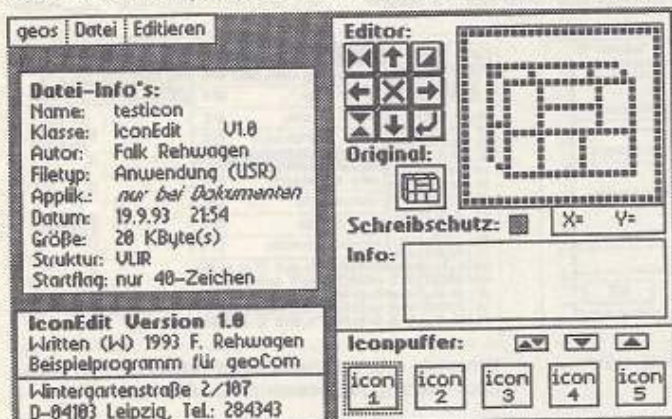 geos Datei Editieren
Datei-Info's:
Name: testicon
Klasse: IconEdit V1.0
Autor: Falk Rehwagen
Filetyp: Anwendung (USR)
Applik.: nur bei Dokumenten
Datum: 19.9.93 21:54
Größe: 20 KByte(s)
Struktur: VLIR
Startflag: nur 40-Zeichen
IconEdit Version 1.0
Written (W) 1993 F. Rehwagen
Beispielprogramm für geoCom
Wintergartenstraße 2/107
D-04103 Leipzig, Tel.: 284343
Editor:
Original:
Schreibschutz: X= Y=
Info:
Iconpuffer:
icon 1
icon 2
icon 3
icon 4
icon 5